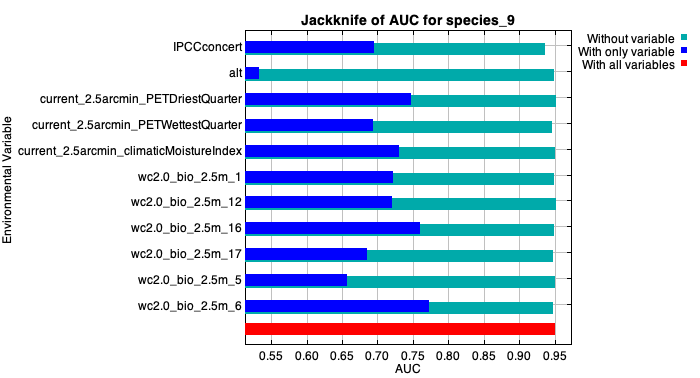 Jackknife of AUC for species_9
Without variable
With only variable
With all variables
Environmental Variable
IPCCconcert
alt
current_2.5arcmin_PETDriestQuarter
current_2.5arcmin_PETWettestQuarter
current_2.5arcmin_climaticMoistureIndex
wc2.0_bio_2.5m_1
wc2.0_bio_2.5m_12
wc2.0_bio_2.5m_16
wc2.0_bio_2.5m_17
wc2.0_bio_2.5m_5
wc2.0_bio_2.5m_6
0.55 0.60 0.65 0.70 0.75 0.80 0.85 0.90 0.95
AUC